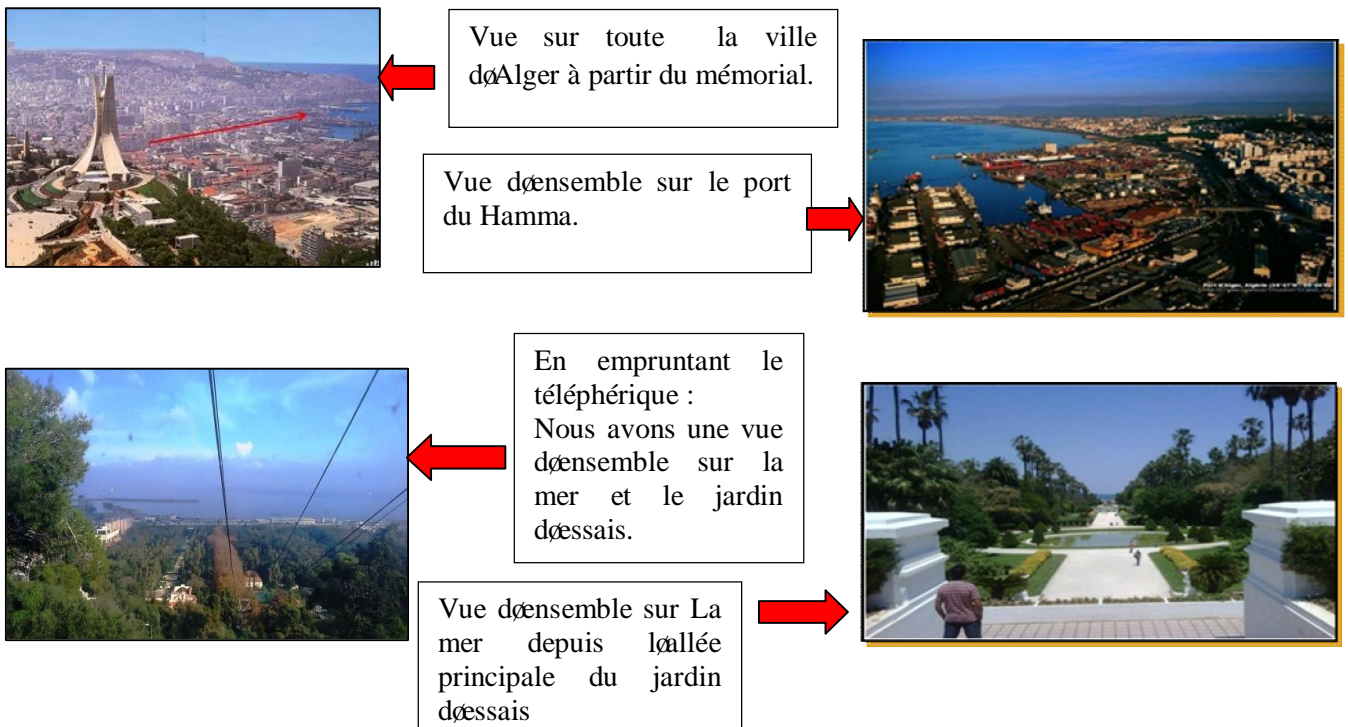 Vue sur toute la ville
døAlger à partir du mémorial.
Vue døensemble sur le port
du Hamma.
En empruntant le
téléphérique :
Nous avons une vue
døensemble sur la
mer et le jardin
døessais.
Vue døensemble sur La
mer depuis løallée
principale du jardin
døessais